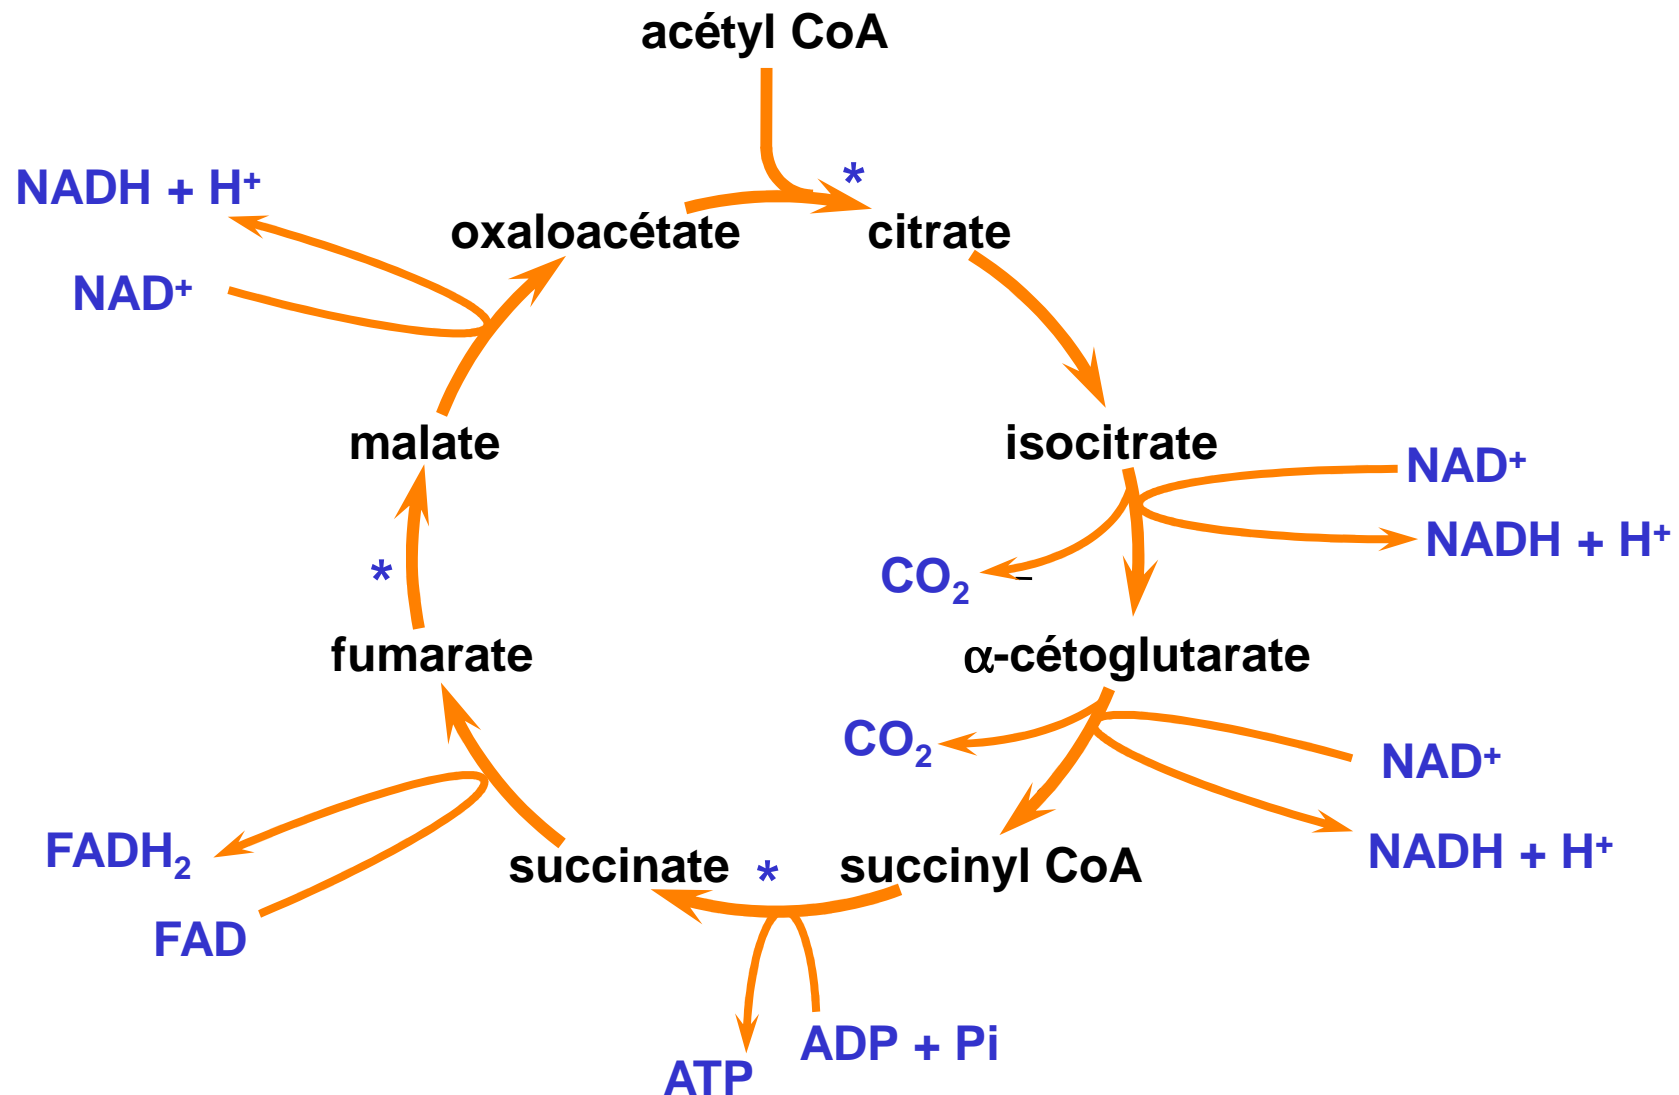 acétyl CoA
*
NADH + H⁺
oxaloacétate
citrate
NAD⁺
malate
isocitrate
NAD⁺
NADH + H⁺
*
CO₂
fumarate
α-cétoglutarate
CO₂
NAD⁺
FADH₂
succinate
*
succinyl CoA
NADH + H⁺
FAD
ADP + Pi
ATP